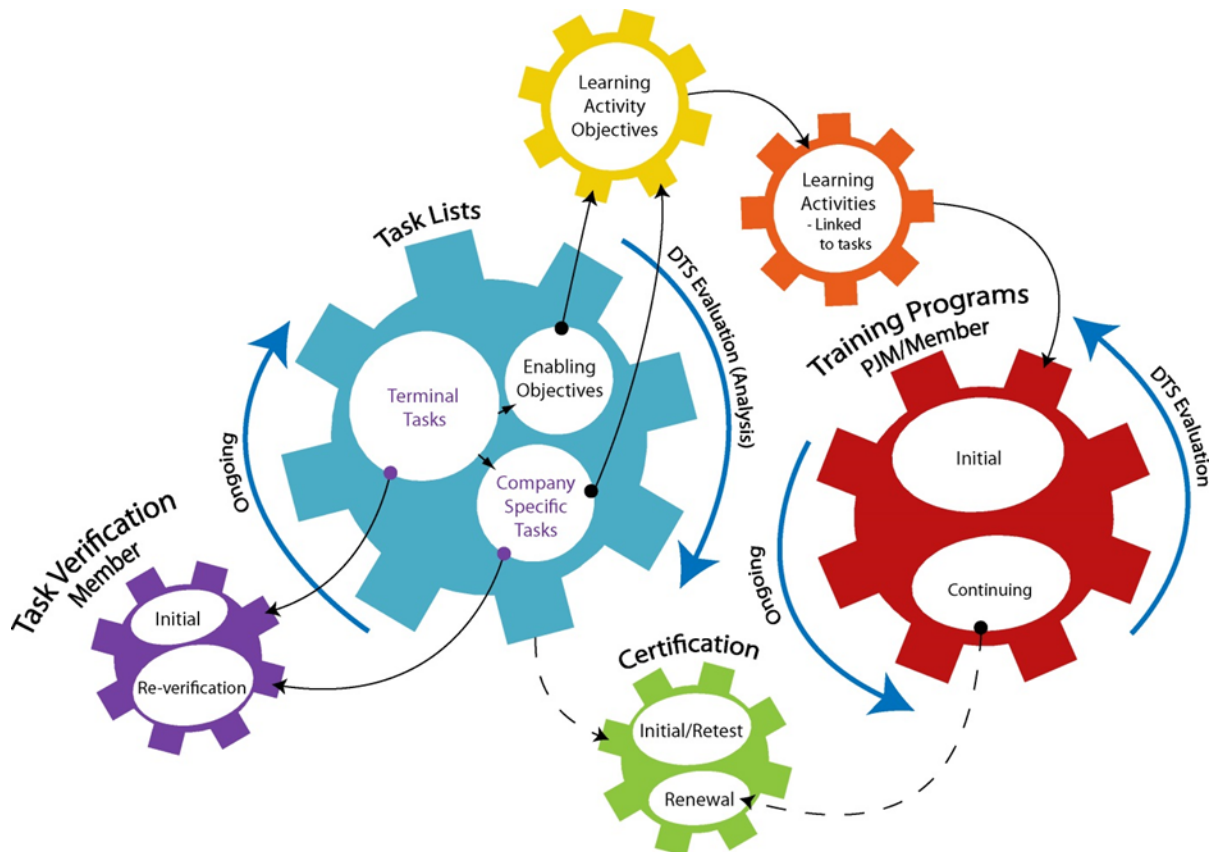 Learning
Activity
Objectives
Learning
Activities
- Linked
to tasks
Task Lists
DTS Evaluation (Analysis)
Ongoing
Terminal
Tasks
Enabling
Objectives
Company
Specific
Tasks
Training Programs
PJM/Member
DTS Evaluation
Ongoing
Initial
Continuing
Task Verification
Member
Initial
Re-verification
Certification
Initial/Retest
Renewal